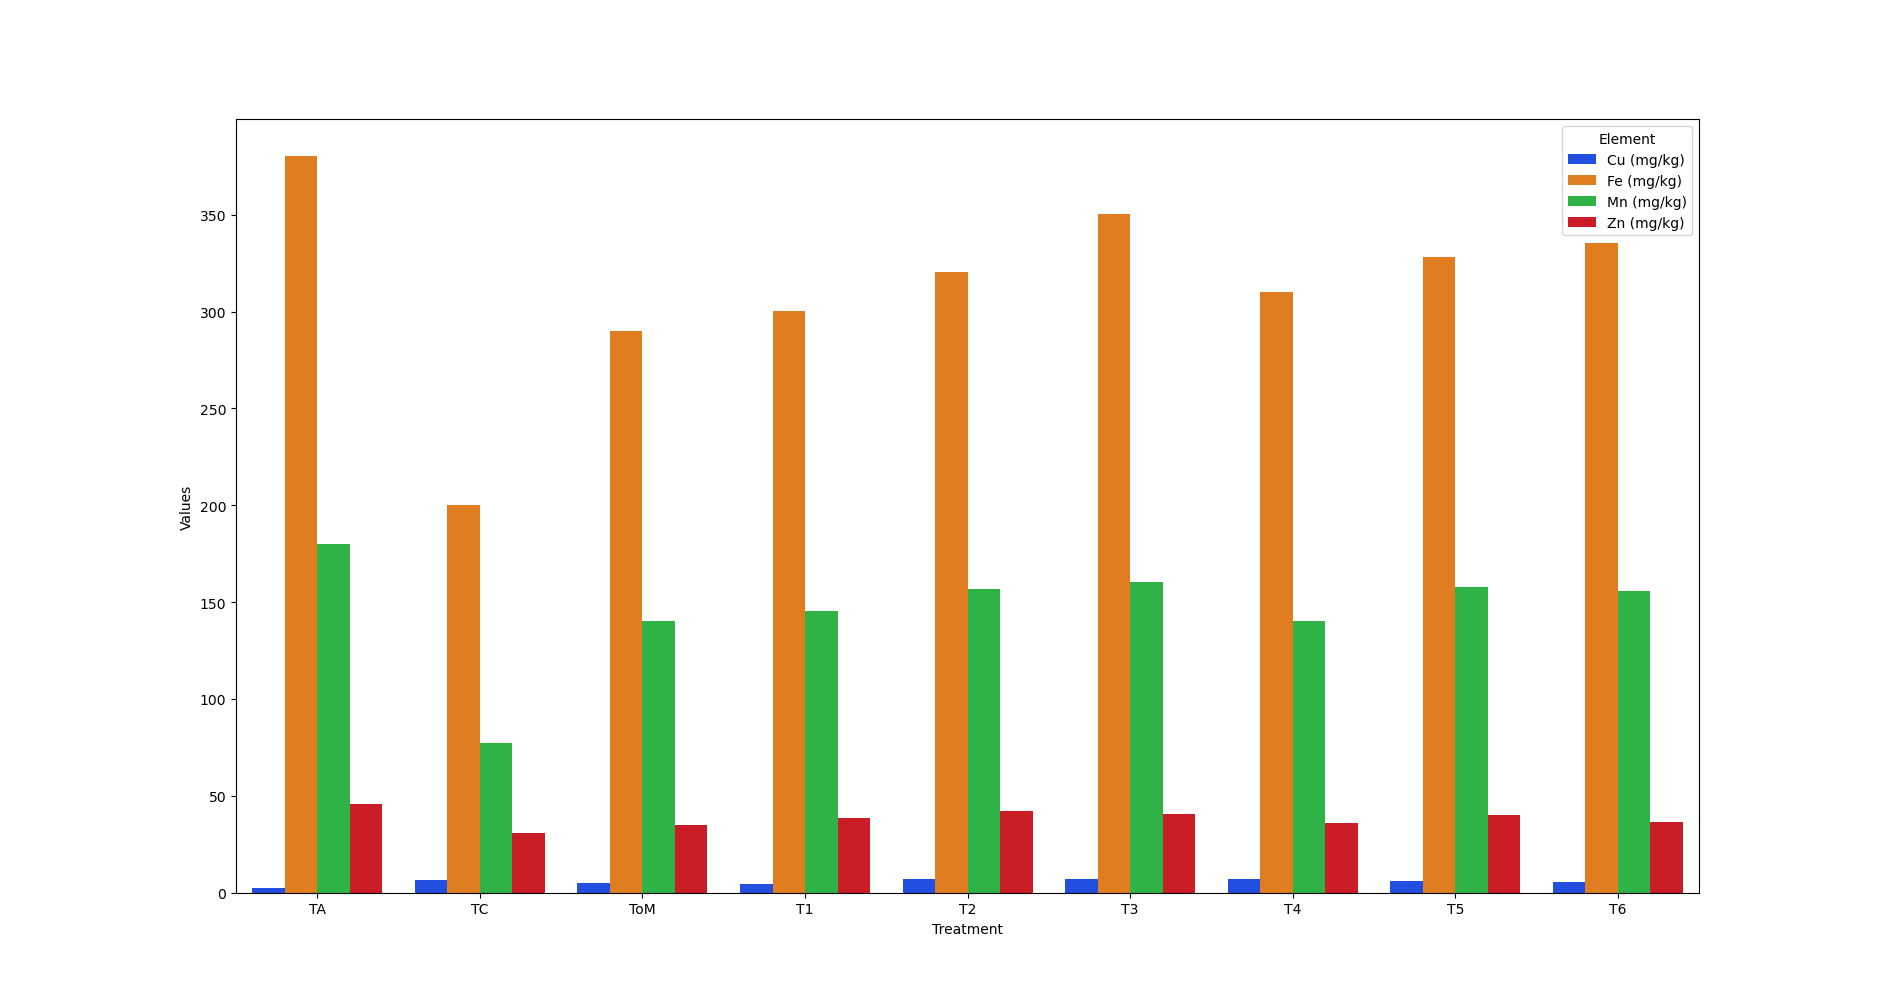 Element
Cu (mg/kg)
Fe (mg/kg)
Mn (mg/kg)
Zn (mg/kg)
350
300
250
200
150
100
50
0
Values
TA TC ToM T1 T2 T3 T4 T5 T6
Treatment